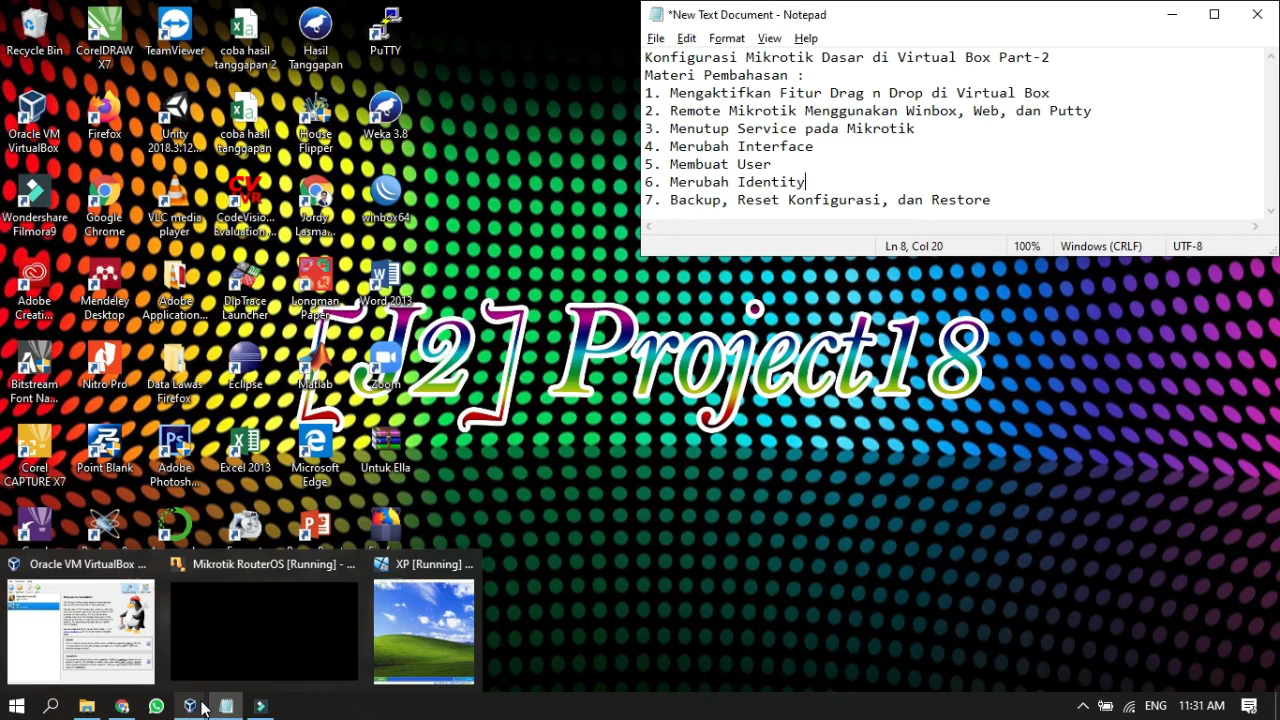 Recycle Bin
CorelDRAW X7
TeamViewer
coba hasil tanggapan 2
Hasil Tanggapan
PuTTY
Oracle VM VirtualBox
Firefox
Unity 2018.3.12...
coba hasil tanggapan
House Flipper
Weka 3.8
Wondershare Filmora9
Google Chrome
VLC media player
CodeVision... Evaluation ...
Jordy Lasma...
winbox64
Adobe Creati...
Mendeley Desktop
Adobe Application...
DipTrace Launcher
Longman Paper
Word 2013
Bitstream Font Na...
Nitro Pro
Data Lawas Firefox
Eclipse
Matlab
Zoom
Corel CAPTURE X7
Point Blank
Adobe Photosh...
Excel 2013
Microsoft Edge
Untuk Ella
*New Text Document - Notepad
File Edit Format View Help
Konfigurasi Mikrotik Dasar di Virtual Box Part-2
Materi Pembahasan :
1. Mengaktifkan Fitur Drag n Drop di Virtual Box
2. Remote Mikrotik Menggunakan Winbox, Web, dan Putty
3. Menutup Service pada Mikrotik
4. Merubah Interface
5. Membuat User
6. Merubah Identity
7. Backup, Reset Konfigurasi, dan Restore
Ln 8, Col 20 100% Windows (CRLF) UTF-8
[J2] Project18
Oracle VM VirtualBox ... Mikrotik RouterOS [Running] - ... XP [Running] ...
ENG 11:31 AM